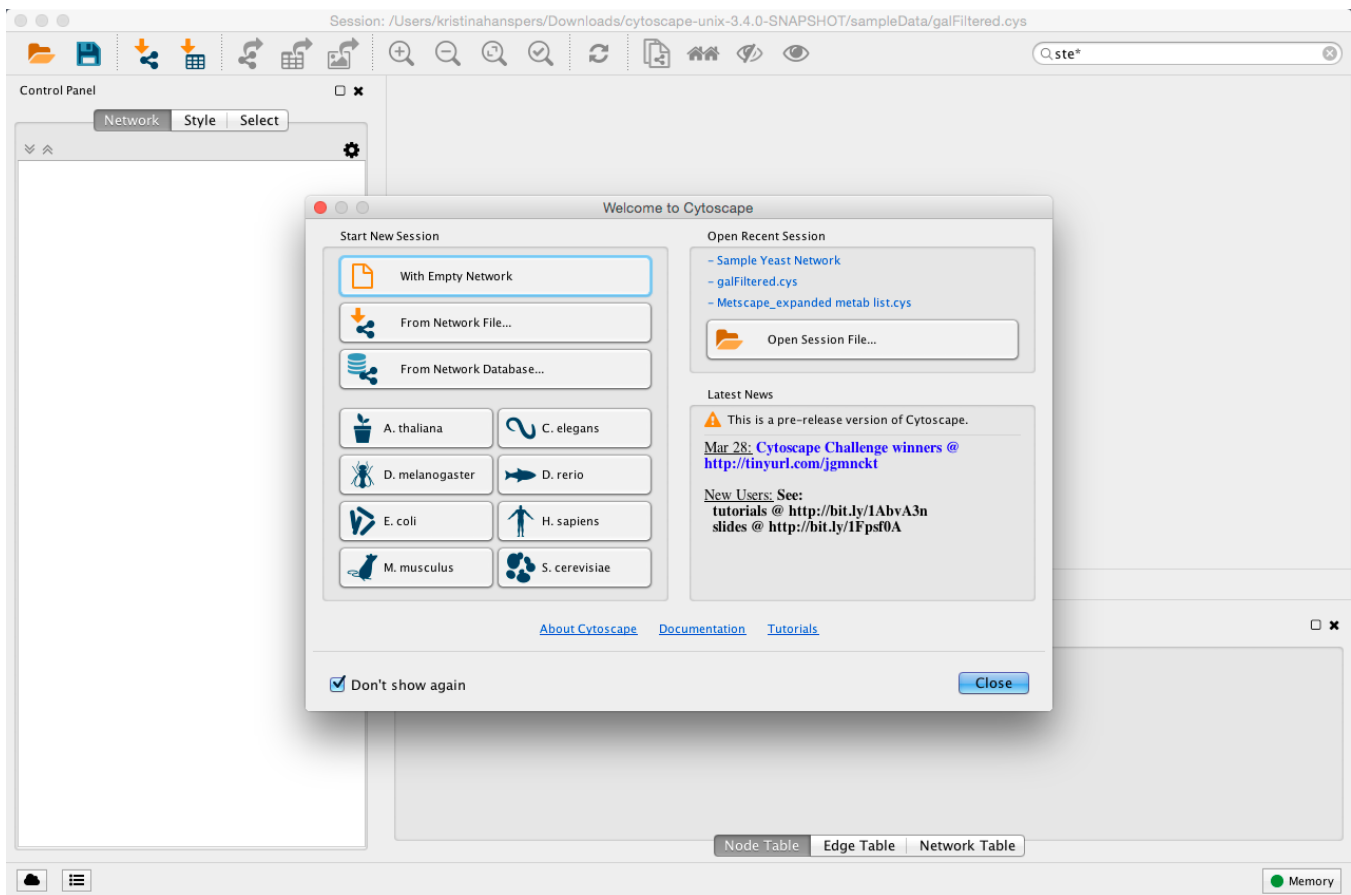 Session: /Users/kristinahanspers/Downloads/cytoscape-unix-3.4.0-SNAPSHOT/sampleData/galFiltered.cys
ste*
Control Panel
Network Style Select
Welcome to Cytoscape
Start New Session
With Empty Network
From Network File...
From Network Database...
A. thaliana
C. elegans
D. melanogaster
D. rerio
E. coli
H. sapiens
M. musculus
S. cerevisiae
Open Recent Session
- Sample Yeast Network
- galFiltered.cys
- Metscape_expanded metab list.cys
Open Session File...
Latest News
This is a pre-release version of Cytoscape.
Mar 28: Cytoscape Challenge winners @
http://tinyurl.com/jgmnckt
New Users: See:
tutorials @ http://bit.ly/1AbvA3n
slides @ http://bit.ly/1Fpsf0A
About Cytoscape Documentation Tutorials
Don't show again
Close
Node Table Edge Table Network Table
Memory